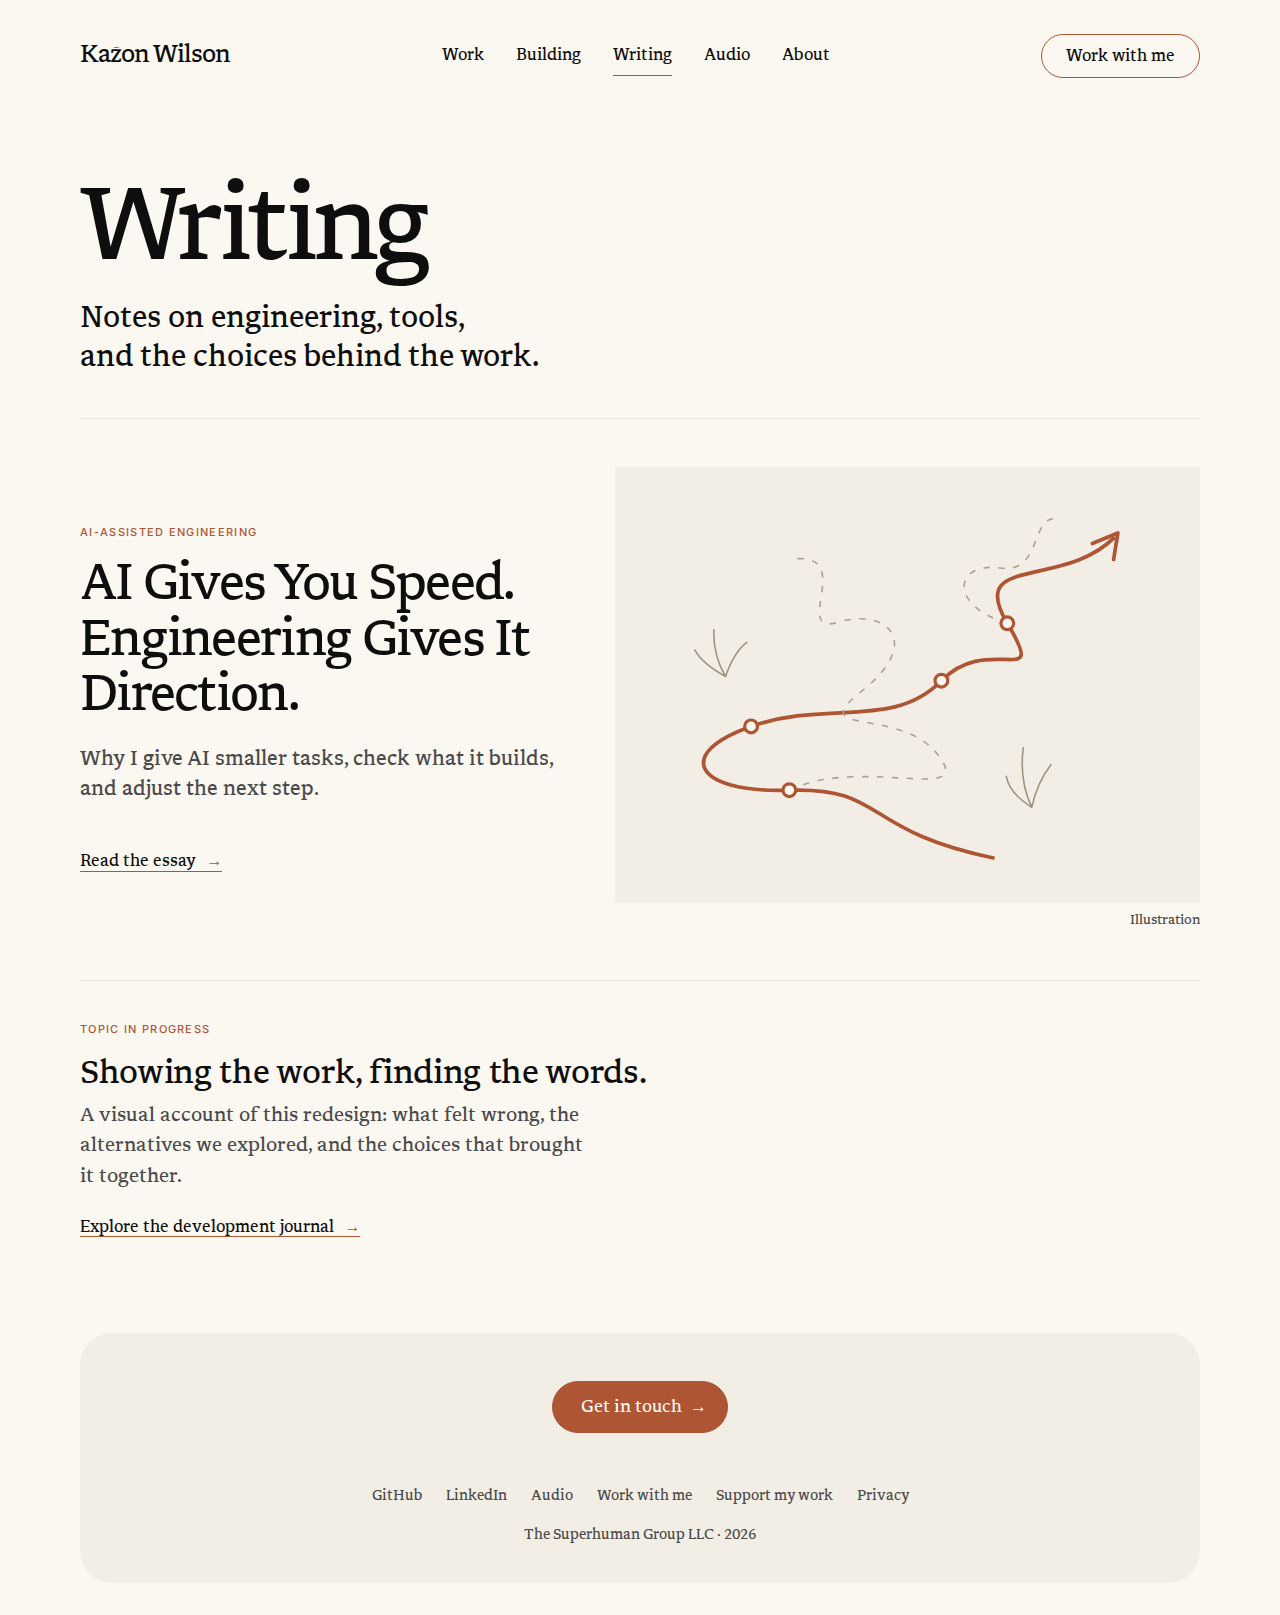 Każon Wilson
Work Building Writing Audio About
Work with me
Writing
Notes on engineering, tools,
and the choices behind the work.
AI-ASSISTED ENGINEERING
AI Gives You Speed.
Engineering Gives It
Direction.
Why I give AI smaller tasks, check what it builds,
and adjust the next step.
Read the essay →
Illustration
TOPIC IN PROGRESS
Showing the work, finding the words.
A visual account of this redesign: what felt wrong, the
alternatives we explored, and the choices that brought
it together.
Explore the development journal →
Get in touch →
GitHub LinkedIn Audio Work with me Support my work Privacy
The Superhuman Group LLC · 2026